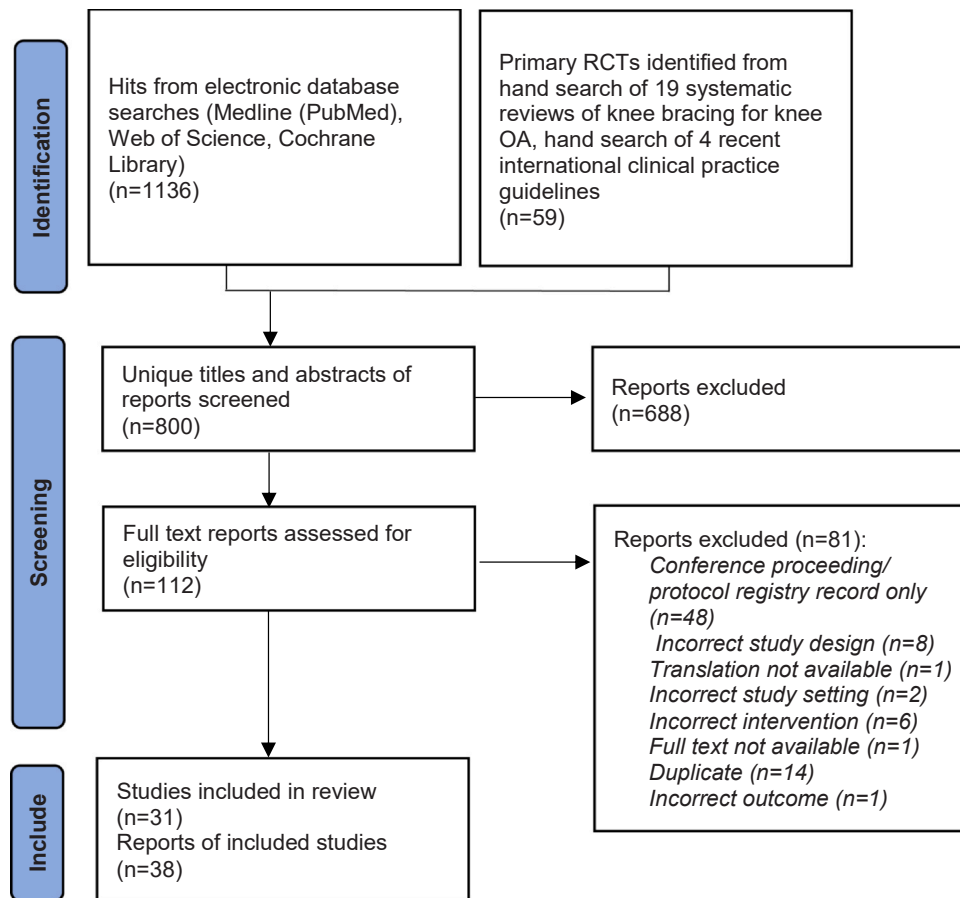 Identification
Hits from electronic database
searches (Medline (PubMed),
Web of Science, Cochrane
Library)
(n=1136)
Primary RCTs identified from
hand search of 19 systematic
reviews of knee bracing for knee
OA, hand search of 4 recent
international clinical practice
guidelines
(n=59)
Screening
Unique titles and abstracts of
reports screened
(n=800)
Reports excluded
(n=688)
Full text reports assessed for
eligibility
(n=112)
Reports excluded (n=81):
Conference proceeding/
protocol registry record only
(n=48)
Incorrect study design (n=8)
Translation not available (n=1)
Incorrect study setting (n=2)
Incorrect intervention (n=6)
Full text not available (n=1)
Duplicate (n=14)
Incorrect outcome (n=1)
Include
Studies included in review
(n=31)
Reports of included studies
(n=38)